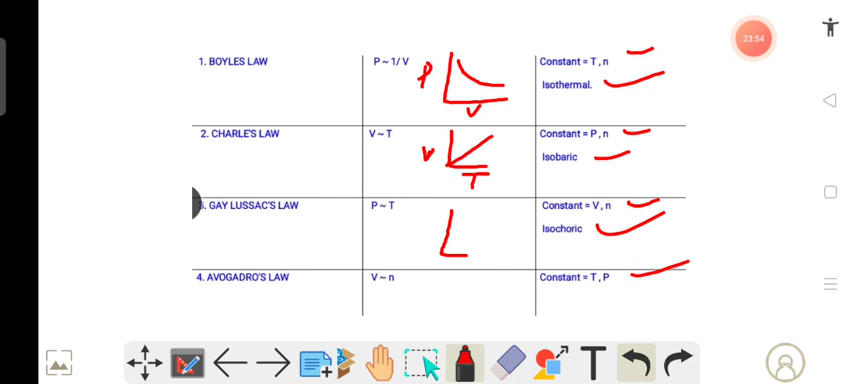 23:54
1. BOYLES LAW
P ~ 1/ V
P
V
Constant = T , n
Isothermal.
2. CHARLE'S LAW
V ~ T
V
T
Constant = P, n
Isobaric
3. GAY LUSSAC'S LAW
P ~ T
Constant = V , n
Isochoric
4. AVOGADRO'S LAW
V ~ n
Constant = T , P
T